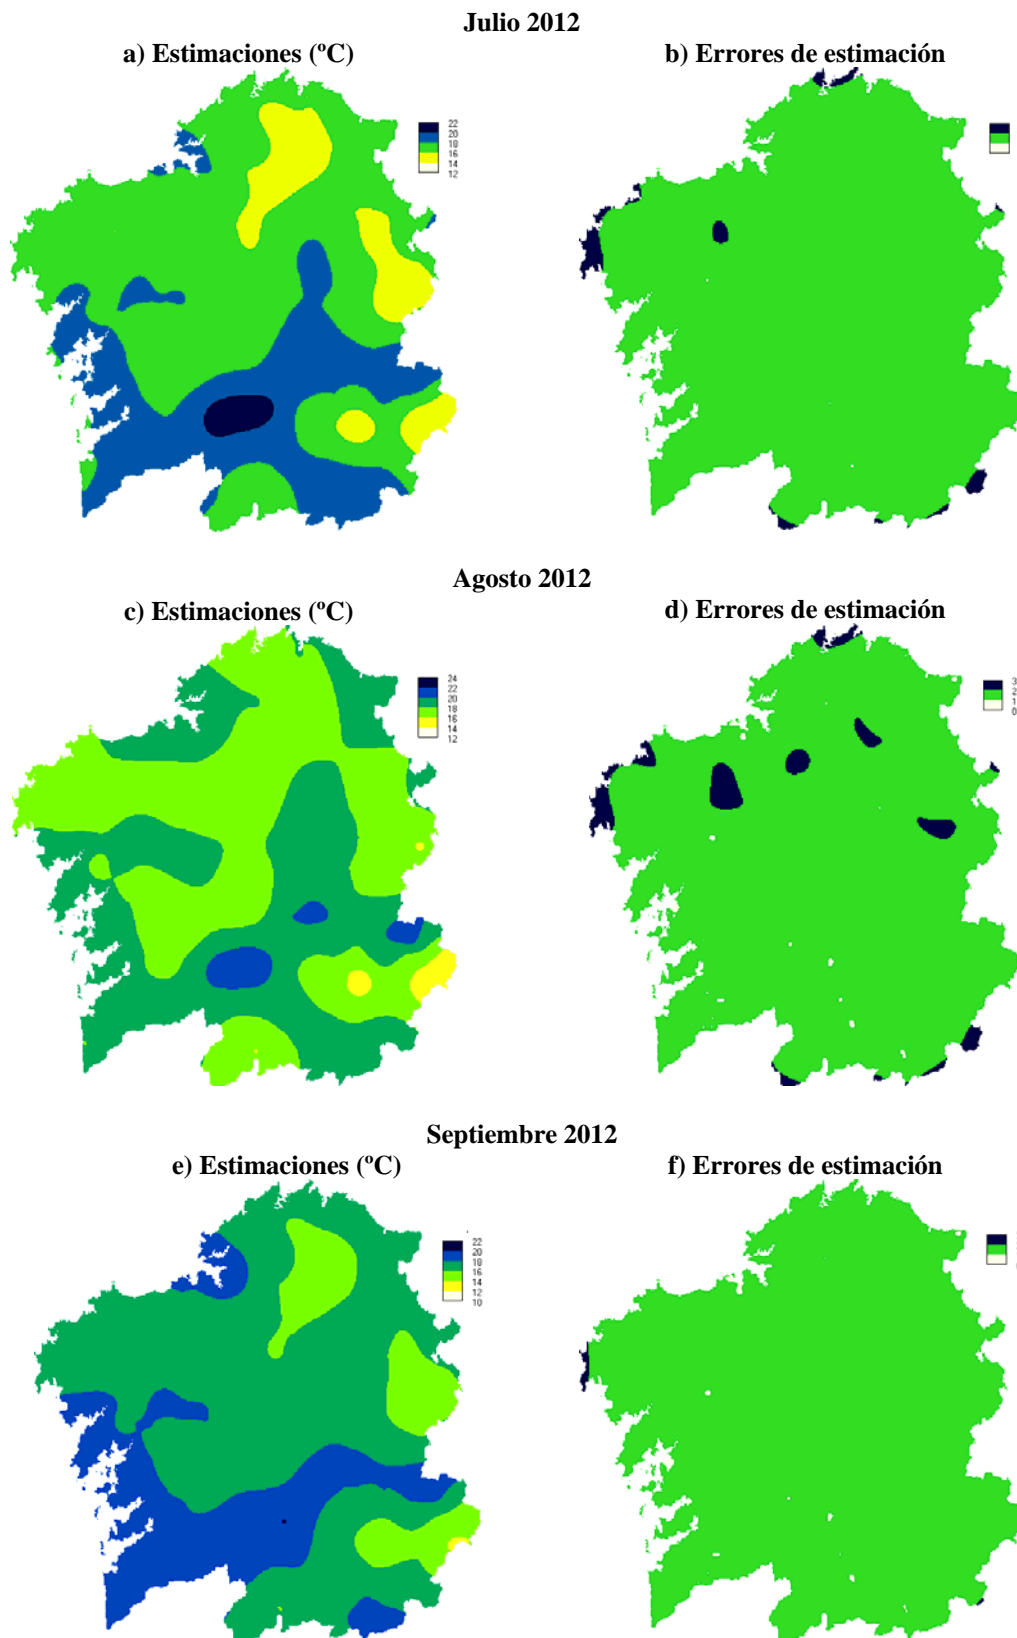 Julio 2012
a) Estimaciones (ºC)
b) Errores de estimación
22
20
18
16
14
12
Agosto 2012
c) Estimaciones (ºC)
d) Errores de estimación
24
22
20
18
16
14
12
3
2
1
0
Septiembre 2012
e) Estimaciones (ºC)
f) Errores de estimación
22
20
18
16
14
12
10